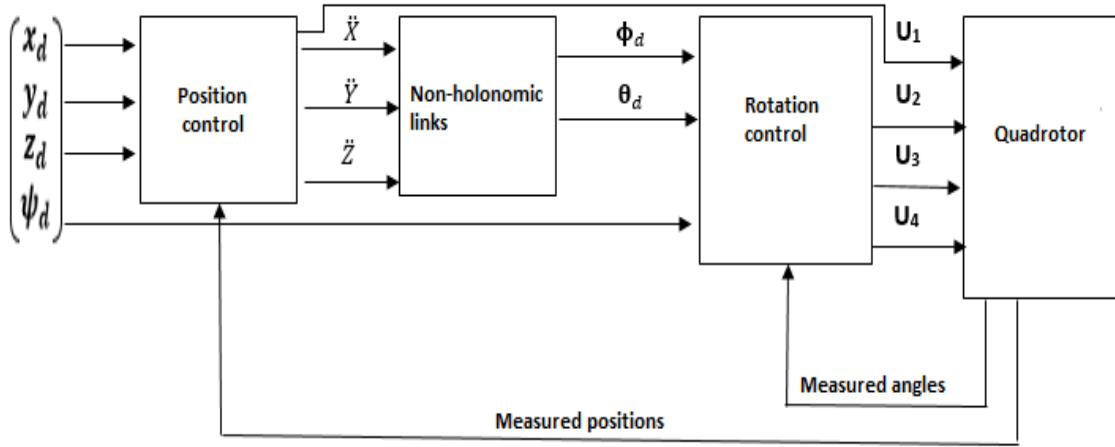 x_d
y_d
z_d
ψ_d
Position
control
Ẍ
Ÿ
Z̈
Non-holonomic
links
ϕ_d
θ_d
Rotation
control
U₁
U₂
U₃
U₄
Quadrotor
Measured angles
Measured positions